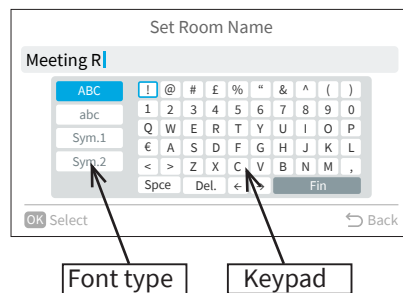 Set Room Name
Meeting R
ABC
abc
Sym.1
Sym.2
! @ # £ % “ & ^ ( )
1 2 3 4 5 6 7 8 9 0
Q W E R T Y U I O P
€ A S D F G H J K L
< > Z X C V B N M ,
Spce Del. ← → Fin
OK Select
Back
Font type
Keypad